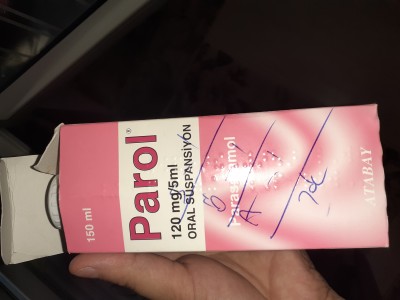 150 ml
Parol®
120 mg/5ml
ORAL SÜSPANSİYON
Parasetamol
ATABAY